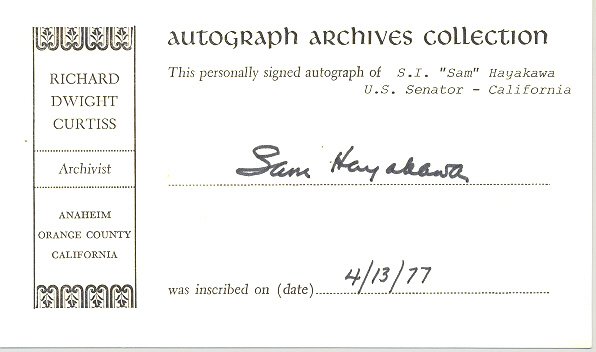 autograph archives collection
RICHARD
DWIGHT
CURTISS
Archivist
ANAHEIM
ORANGE COUNTY
CALIFORNIA
This personally signed autograph of S.I. "Sam" Hayakawa
U.S. Senator - California
Sam Hayakawa
was inscribed on (date) 4/13/77